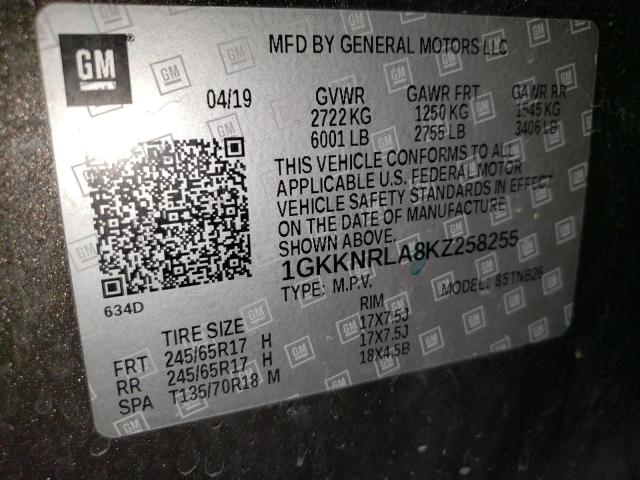 GM
MFD BY GENERAL MOTORS LLC
04/19
GVWR GAWR FRT GAWR RR
2722 KG 1250 KG 1545 KG
6001 LB 2755 LB 3406 LB
THIS VEHICLE CONFORMS TO ALL
APPLICABLE U.S. FEDERAL MOTOR
VEHICLE SAFETY STANDARDS IN EFFECT
ON THE DATE OF MANUFACTURE
SHOWN ABOVE.
1GKKNRLA8KZ258255
TYPE: M.P.V. MODEL: 85TNB26
634D
TIRE SIZE RIM
FRT 245/65R17 H 17X7.5J
RR 245/65R17 H 17X7.5J
SPA T135/70R18 M 18X4.5B